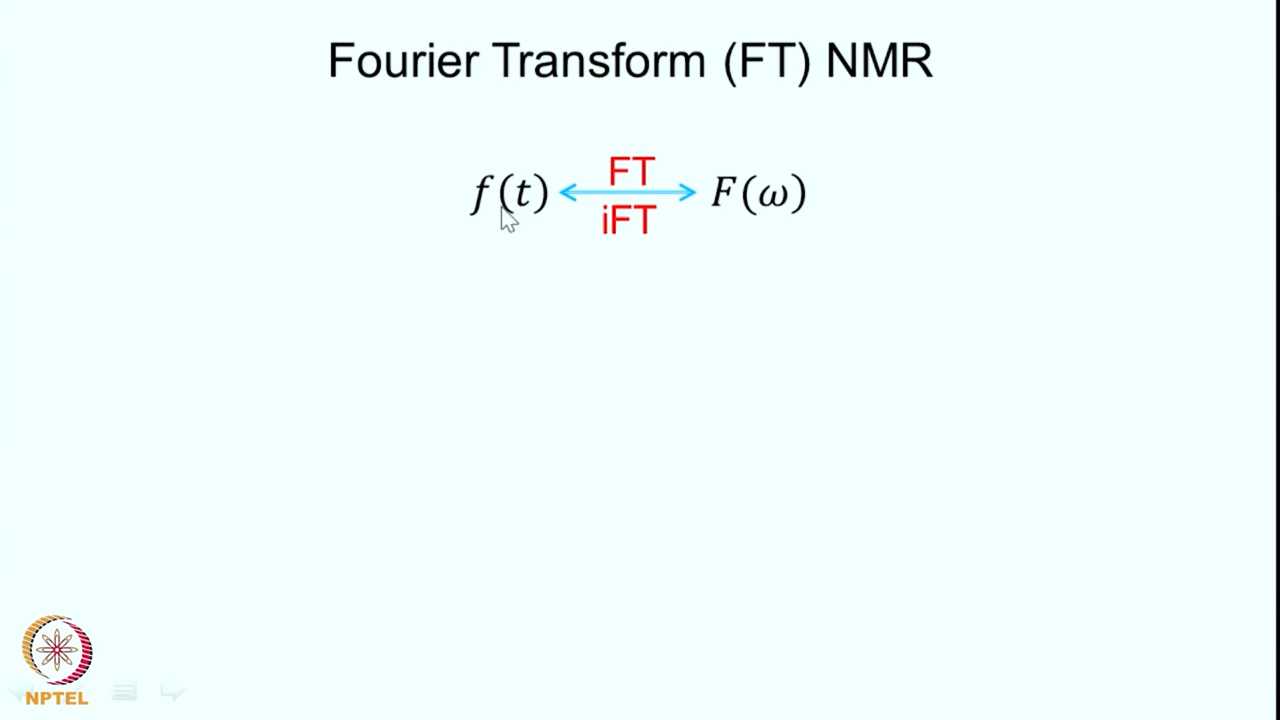 Fourier Transform (FT) NMR
FT
f(t) F(ω)
iFT
NPTEL